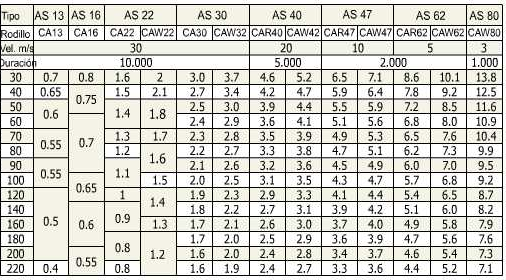 Tipo AS 13 AS 16 AS 22 AS 30 AS 40 AS 47 AS 62 AS 80
Rodillo CA13 CA16 CA22 CAW22 CA30 CAW32 CAR40 CAW42 CAR47 CAW47 CAR62 CAW62 CAW80
Vel. m/s 30 20 10 5 3
Duración 10.000 5.000 2.000 1.000
30 0.7 0.8 1.6 2 3.0 3.7 4.6 5.2 6.5 7.1 8.6 10.1 13.8
40 0.65 0.75 1.5 2.1 2.7 3.4 4.2 4.7 5.9 6.4 7.8 9.2 12.5
50 0.6 1.4 1.8 2.5 3.0 3.9 4.4 5.5 5.9 7.2 8.5 11.6
60 2.4 2.9 3.6 4.1 5.1 5.6 6.8 8.0 10.9
70 0.55 0.7 1.3 1.7 2.3 2.8 3.5 3.9 4.9 5.3 6.5 7.6 10.4
80 1.2 1.6 2.2 2.7 3.3 3.8 4.7 5.1 6.2 7.3 9.9
90 0.55 1.1 2.1 2.6 3.2 3.6 4.5 4.9 6.0 7.0 9.5
100 0.65 1.5 2.0 2.5 3.1 3.5 4.3 4.7 5.7 6.8 9.2
120 0.5 1 1.4 1.9 2.3 2.9 3.3 4.1 4.4 5.4 6.5 8.7
140 0.6 0.9 1.8 2.2 2.7 3.1 3.9 4.2 5.1 6.0 8.2
160 1.3 1.7 2.1 2.6 3.0 3.7 4.0 4.9 5.8 7.9
180 0.8 1.2 1.7 2.0 2.5 2.9 3.6 3.9 4.7 5.6 7.6
200 0.55 1.6 2.0 2.4 2.8 3.4 3.7 4.6 5.4 7.3
220 0.4 0.8 1.6 1.9 2.4 2.7 3.3 3.6 4.4 5.2 7.1